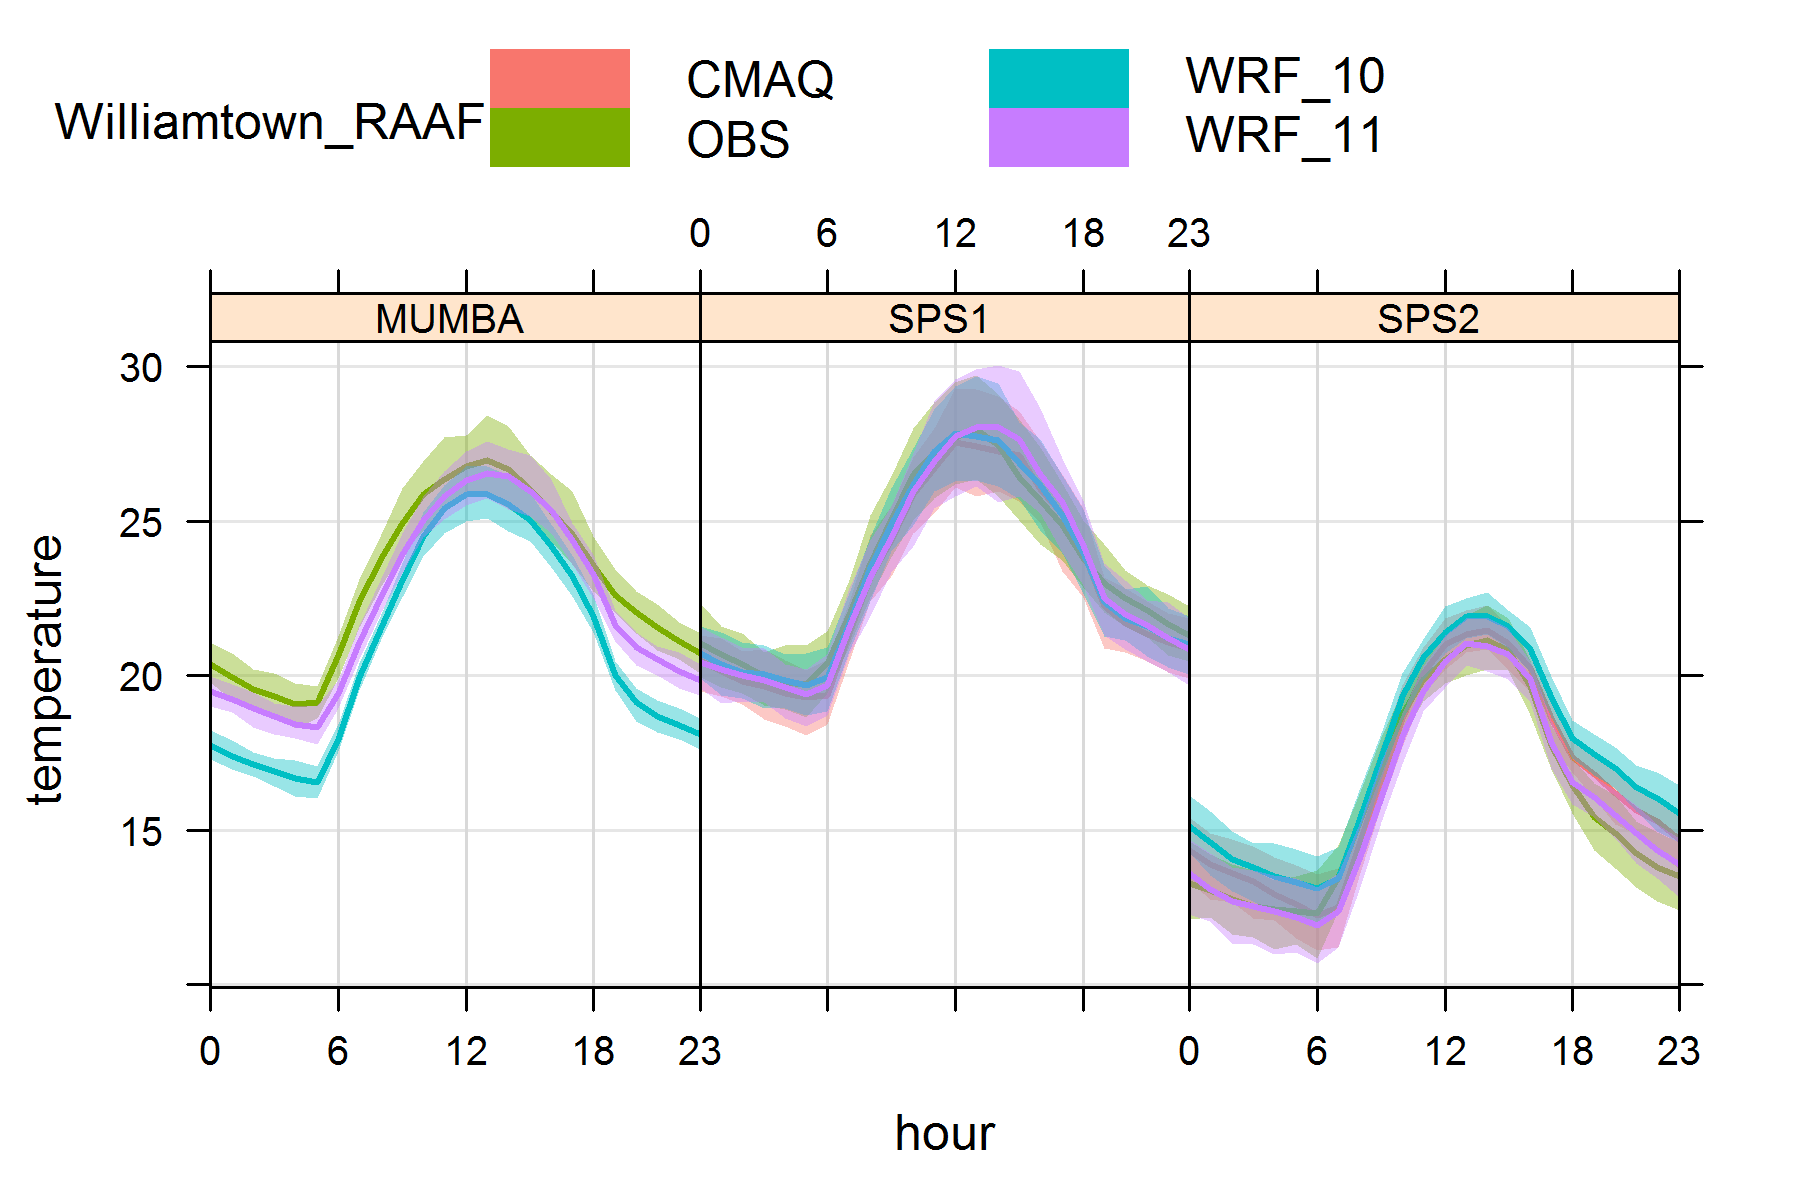 Williamtown_RAAF
CMAQ
OBS
WRF_10
WRF_11
0 6 12 18 23
MUMBA SPS1 SPS2
30
25
20
15
temperature
0 6 12 18 23 0 6 12 18 23
hour